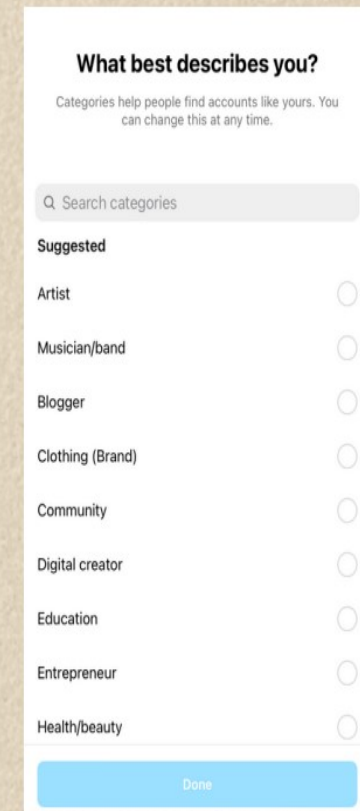 What best describes you?
Categories help people find accounts like yours. You
can change this at any time.
Search categories
Suggested
Artist
Musician/band
Blogger
Clothing (Brand)
Community
Digital creator
Education
Entrepreneur
Health/beauty
Done